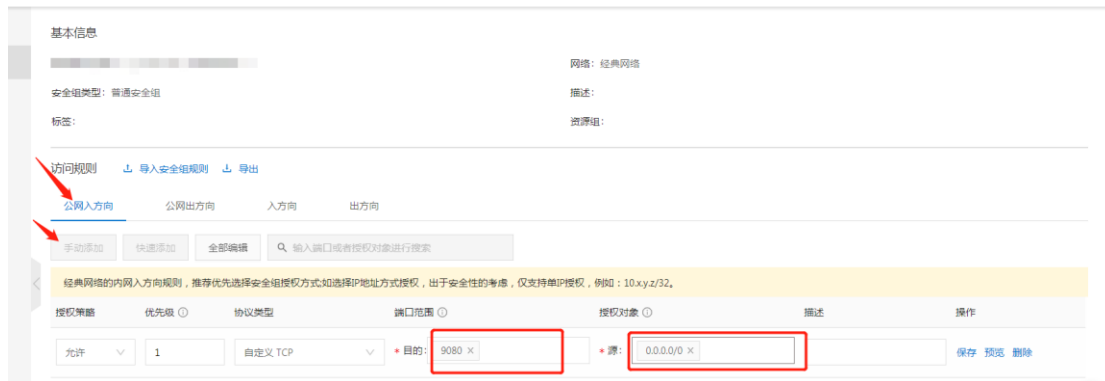 基本信息
网络：经典网络
安全组类型：普通安全组 描述：
标签： 资源组：
访问规则 导入安全组规则 导出
公网入方向 公网出方向 入方向 出方向
手动添加 快速添加 全部编辑 输入端口或者授权对象进行搜索
经典网络的内网入方向规则，推荐优先选择安全组授权方式;如选择IP地址方式授权，出于安全性的考虑，仅支持单IP授权，例如：10.x.y.z/32。
授权策略 优先级 协议类型 端口范围 授权对象 描述 操作
允许 1 自定义 TCP * 目的： 9080 × * 源： 0.0.0.0/0 × 保存 预览 删除